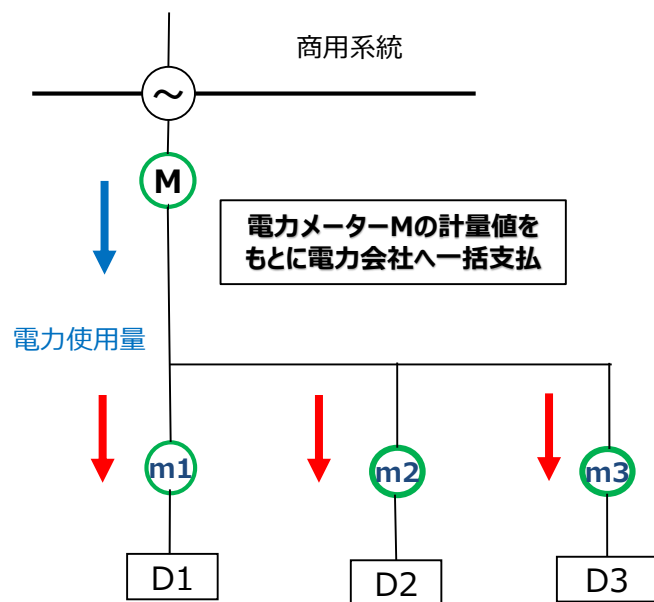 商用系統
～
M
電力メーターMの計量値を
もとに電力会社へ一括支払
電力使用量
m1
m2
m3
D1
D2
D3